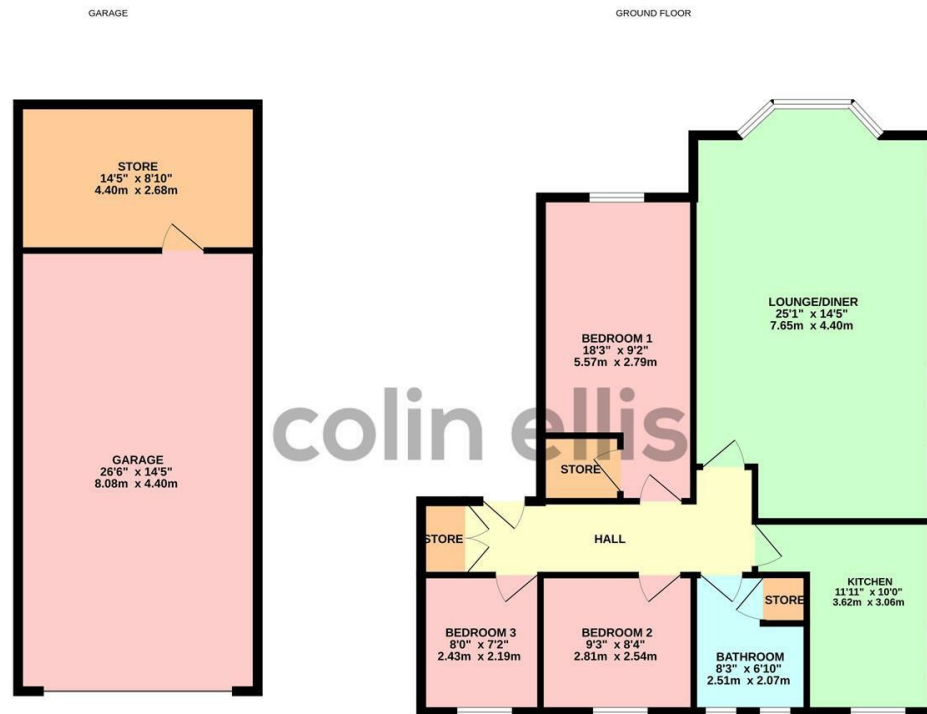 GARAGE
GROUND FLOOR
STORE
14'5" x 8'10"
4.40m x 2.68m
GARAGE
26'6" x 14'5"
8.08m x 4.40m
LOUNGE/DINER
25'1" x 14'5"
7.65m x 4.40m
BEDROOM 1
18'3" x 9'2"
5.57m x 2.79m
colin ellis
STORE
STORE
HALL
KITCHEN
11'11" x 10'0"
3.62m x 3.06m
STORE
BEDROOM 3
8'0" x 7'2"
2.43m x 2.19m
BEDROOM 2
9'3" x 8'4"
2.81m x 2.54m
BATHROOM
8'3" x 6'10"
2.51m x 2.07m